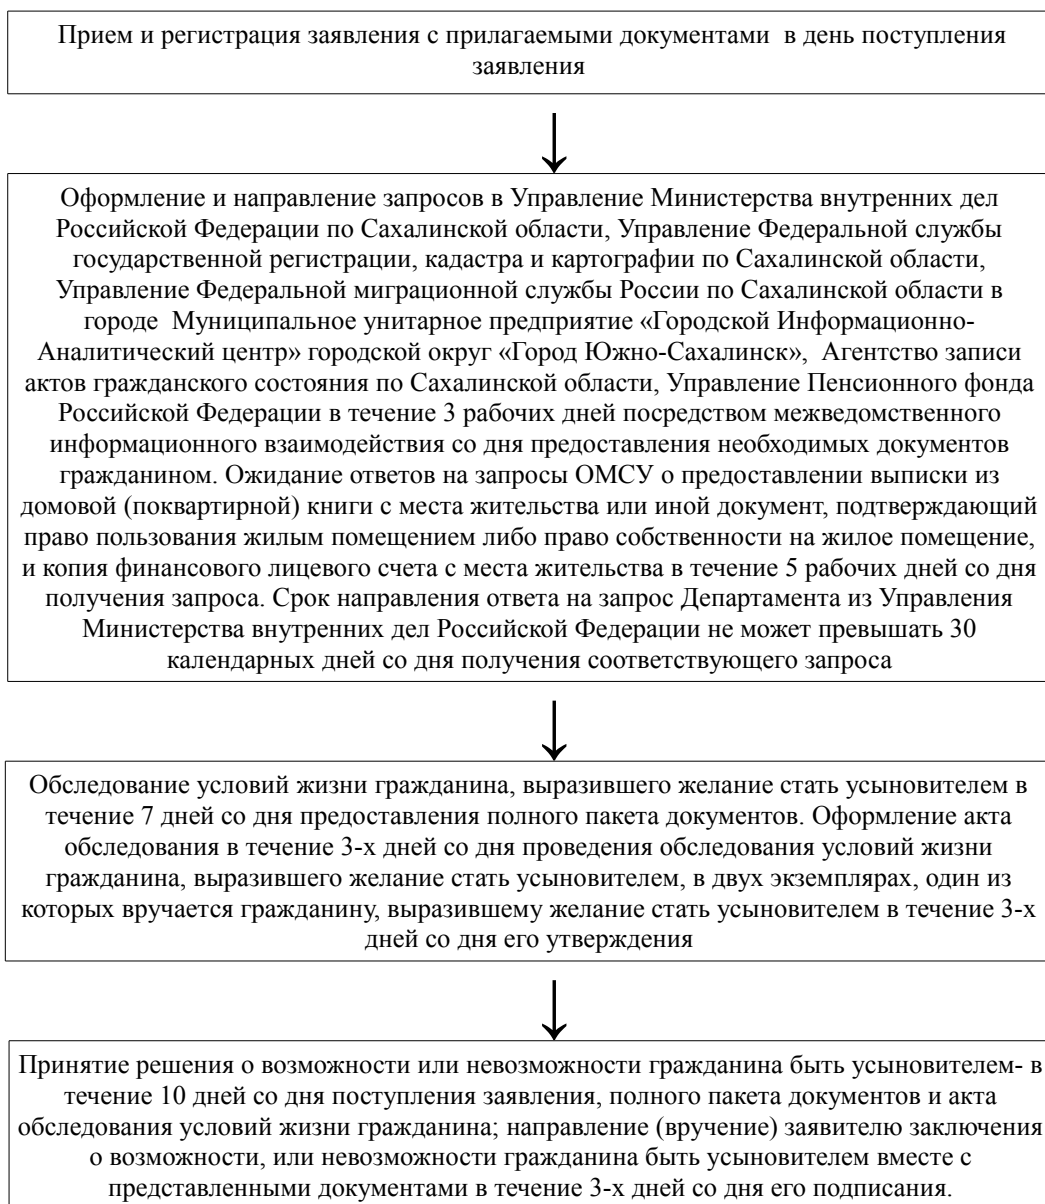 Прием и регистрация заявления с прилагаемыми документами в день поступления
заявления
Оформление и направление запросов в Управление Министерства внутренних дел
Российской Федерации по Сахалинской области, Управление Федеральной службы
государственной регистрации, кадастра и картографии по Сахалинской области,
Управление Федеральной миграционной службы России по Сахалинской области в
городе Муниципальное унитарное предприятие «Городской Информационно-
Аналитический центр» городской округ «Город Южно-Сахалинск», Агентство записи
актов гражданского состояния по Сахалинской области, Управление Пенсионного фонда
Российской Федерации в течение 3 рабочих дней посредством межведомственного
информационного взаимодействия со дня предоставления необходимых документов
гражданином. Ожидание ответов на запросы ОМСУ о предоставлении выписки из
домовой (поквартирной) книги с места жительства или иной документ, подтверждающий
право пользования жилым помещением либо право собственности на жилое помещение,
и копия финансового лицевого счета с места жительства в течение 5 рабочих дней со дня
получения запроса. Срок направления ответа на запрос Департамента из Управления
Министерства внутренних дел Российской Федерации не может превышать 30
календарных дней со дня получения соответствующего запроса
Обследование условий жизни гражданина, выразившего желание стать усыновителем в
течение 7 дней со дня предоставления полного пакета документов. Оформление акта
обследования в течение 3-х дней со дня проведения обследования условий жизни
гражданина, выразившего желание стать усыновителем, в двух экземплярах, один из
которых вручается гражданину, выразившему желание стать усыновителем в течение 3-х
дней со дня его утверждения
Принятие решения о возможности или невозможности гражданина быть усыновителем- в
течение 10 дней со дня поступления заявления, полного пакета документов и акта
обследования условий жизни гражданина; направление (вручение) заявителю заключения
о возможности, или невозможности гражданина быть усыновителем вместе с
представленными документами в течение 3-х дней со дня его подписания.